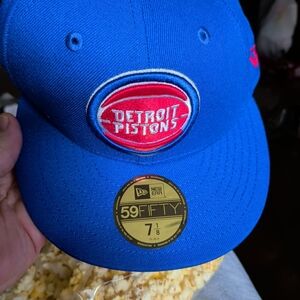 DETROIT
PISTONS
NEW ERA
59FIFTY
7 1/8